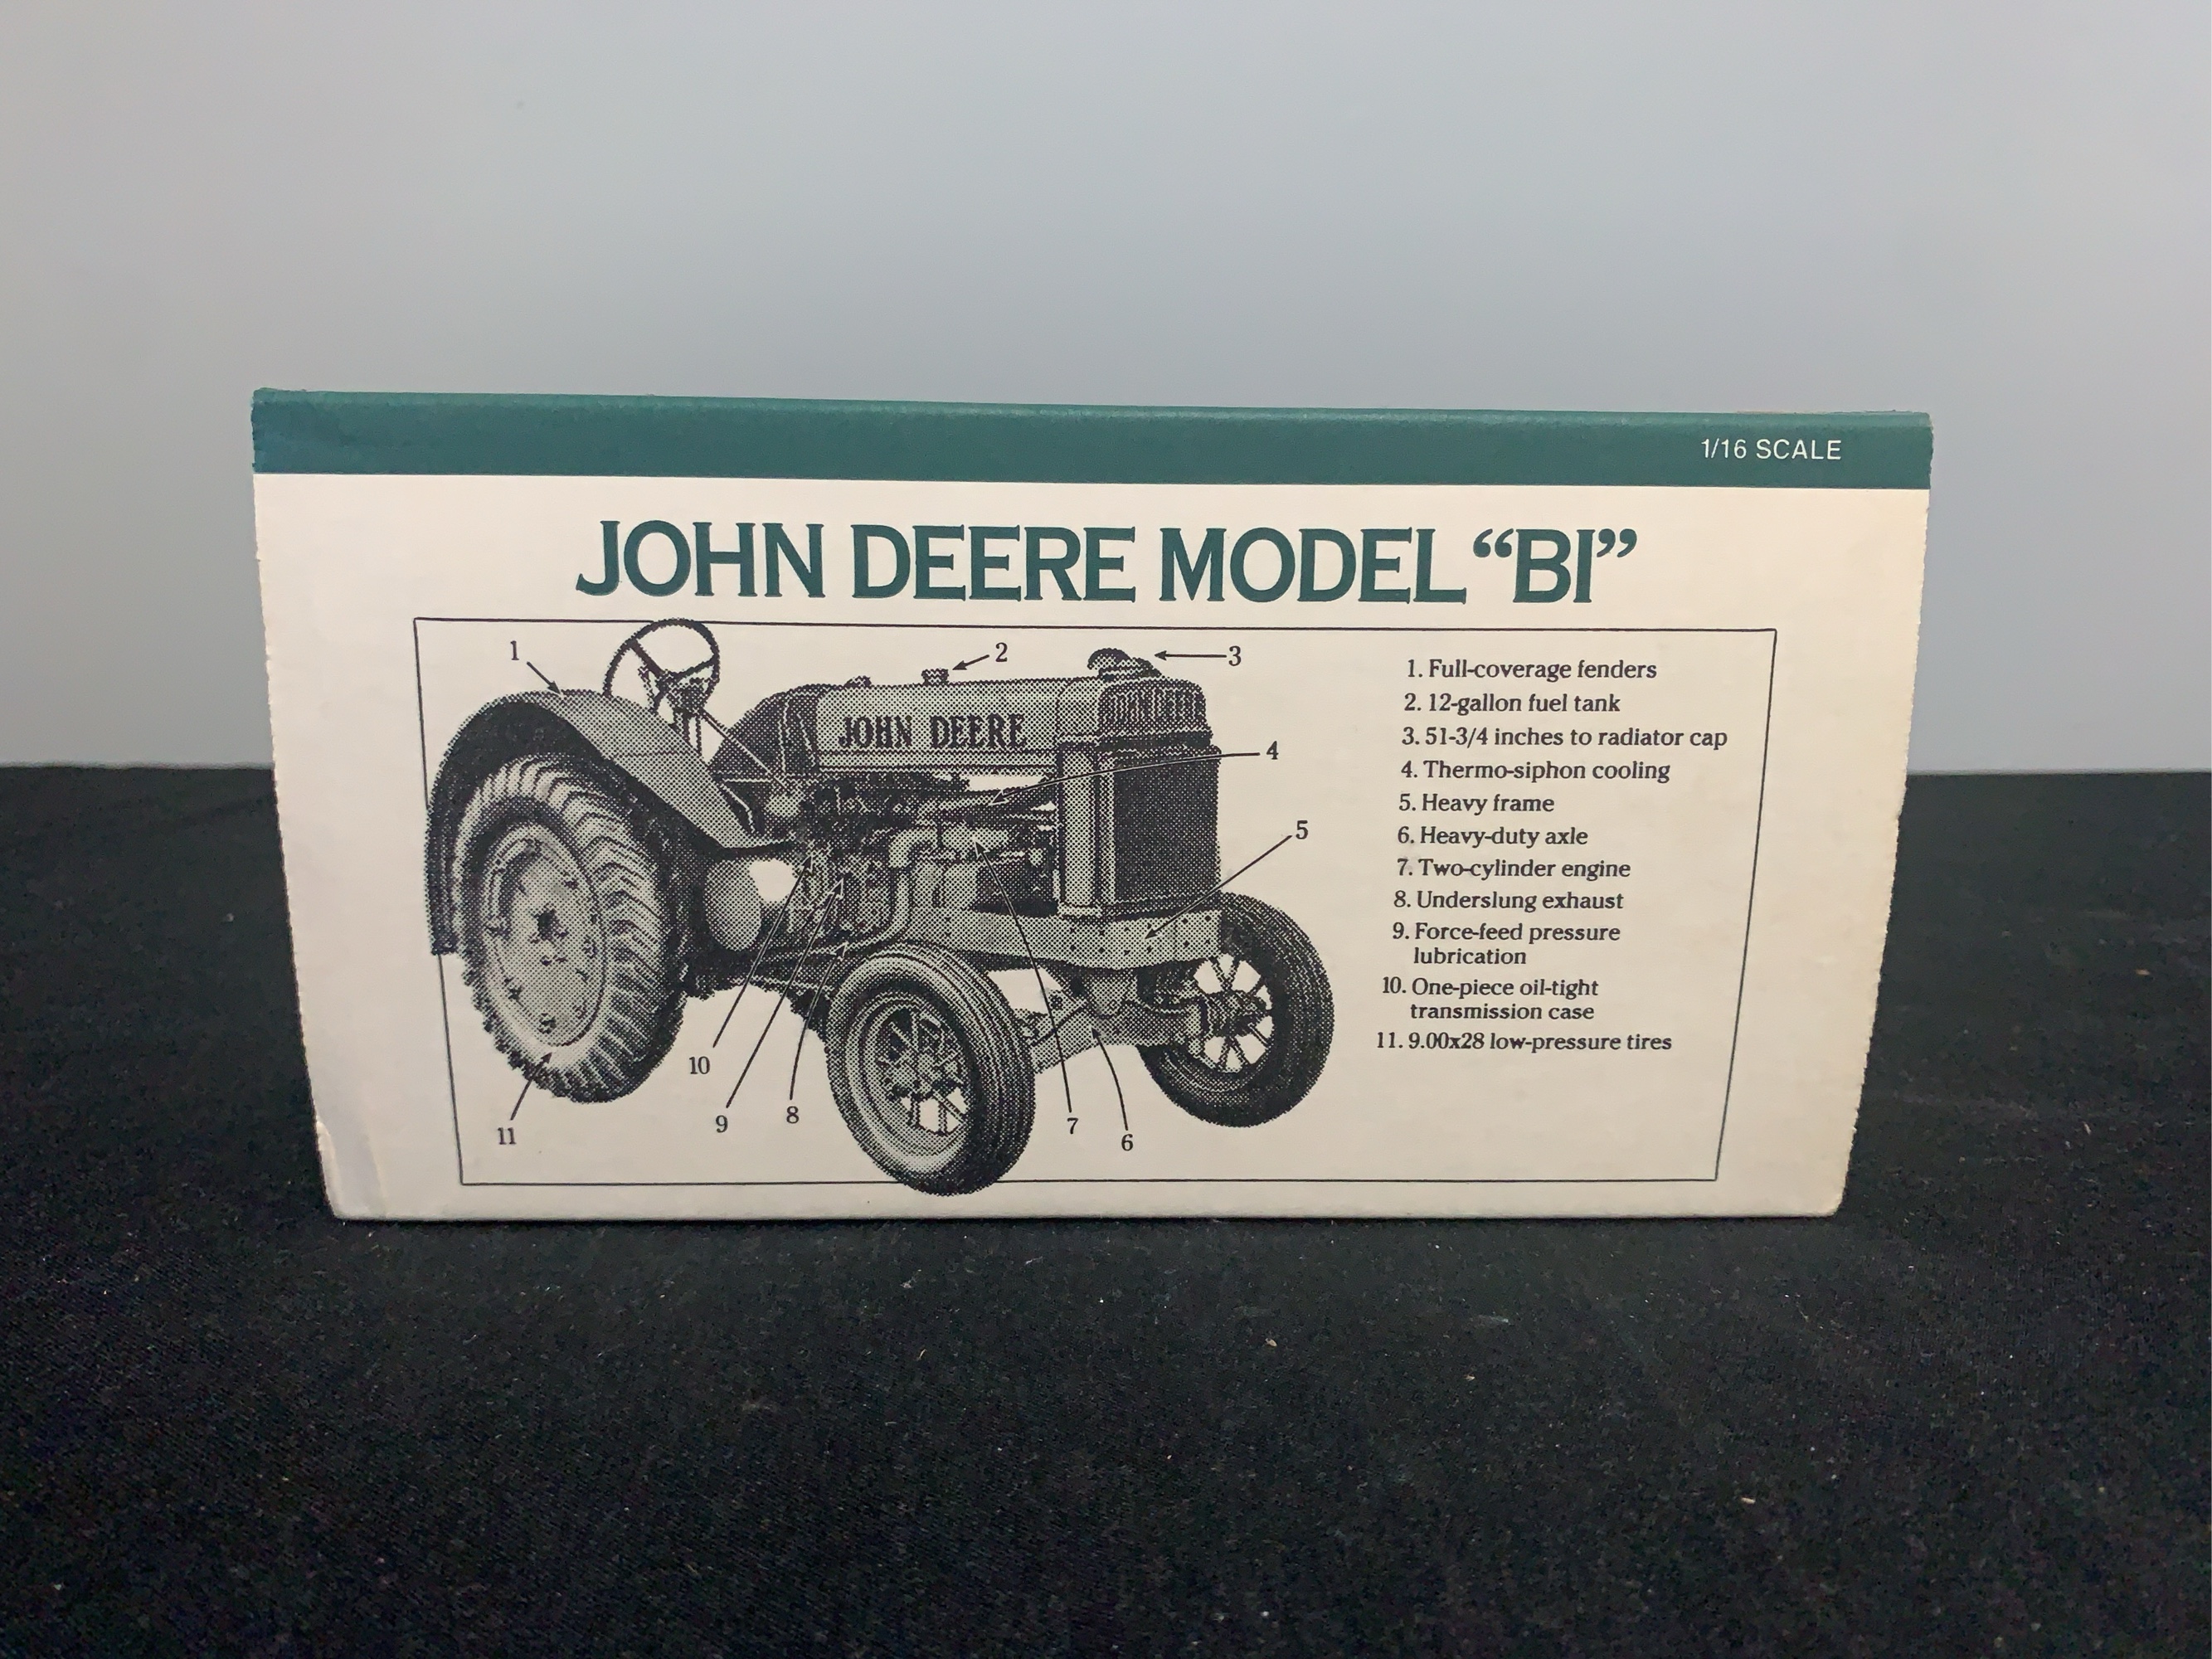 1/16 SCALE
JOHN DEERE MODEL “BI”
1
2
3
JOHN DEERE
JOHN DEERE
4
5
10
9
8
7
6
11
1. Full-coverage fenders
2. 12-gallon fuel tank
3. 51-3/4 inches to radiator cap
4. Thermo-siphon cooling
5. Heavy frame
6. Heavy-duty axle
7. Two-cylinder engine
8. Underslung exhaust
9. Force-feed pressure
lubrication
10. One-piece oil-tight
transmission case
11. 9.00x28 low-pressure tires